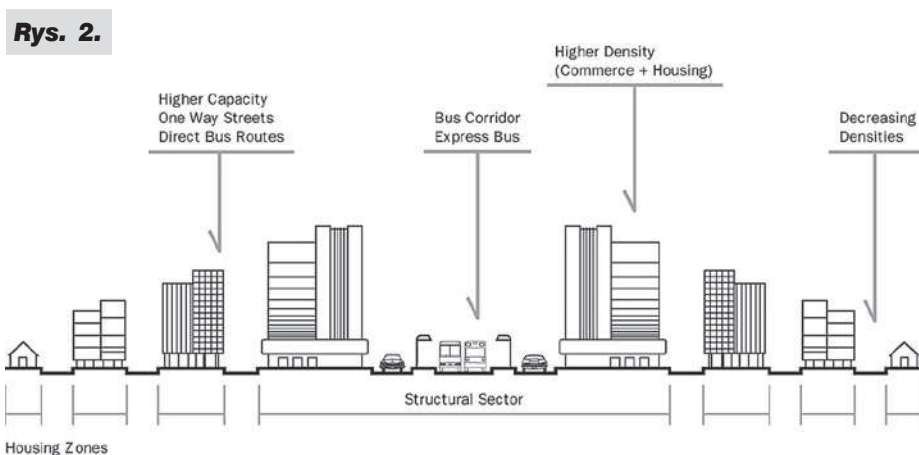 Rys. 2.
Higher Density
(Commerce + Housing)
Higher Capacity
One Way Streets
Direct Bus Routes
Bus Corridor
Express Bus
Decreasing
Densities
Structural Sector
Housing Zones